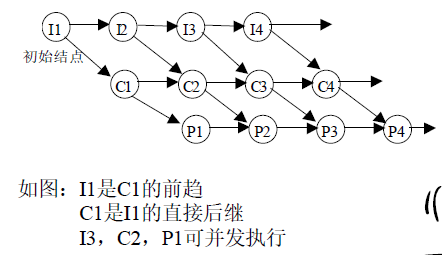 I1 I2 I3 I4
初始结点
C1 C2 C3 C4
P1 P2 P3 P4
如图：I1是C1的前趋
C1是I1的直接后继
I3，C2，P1可并发执行